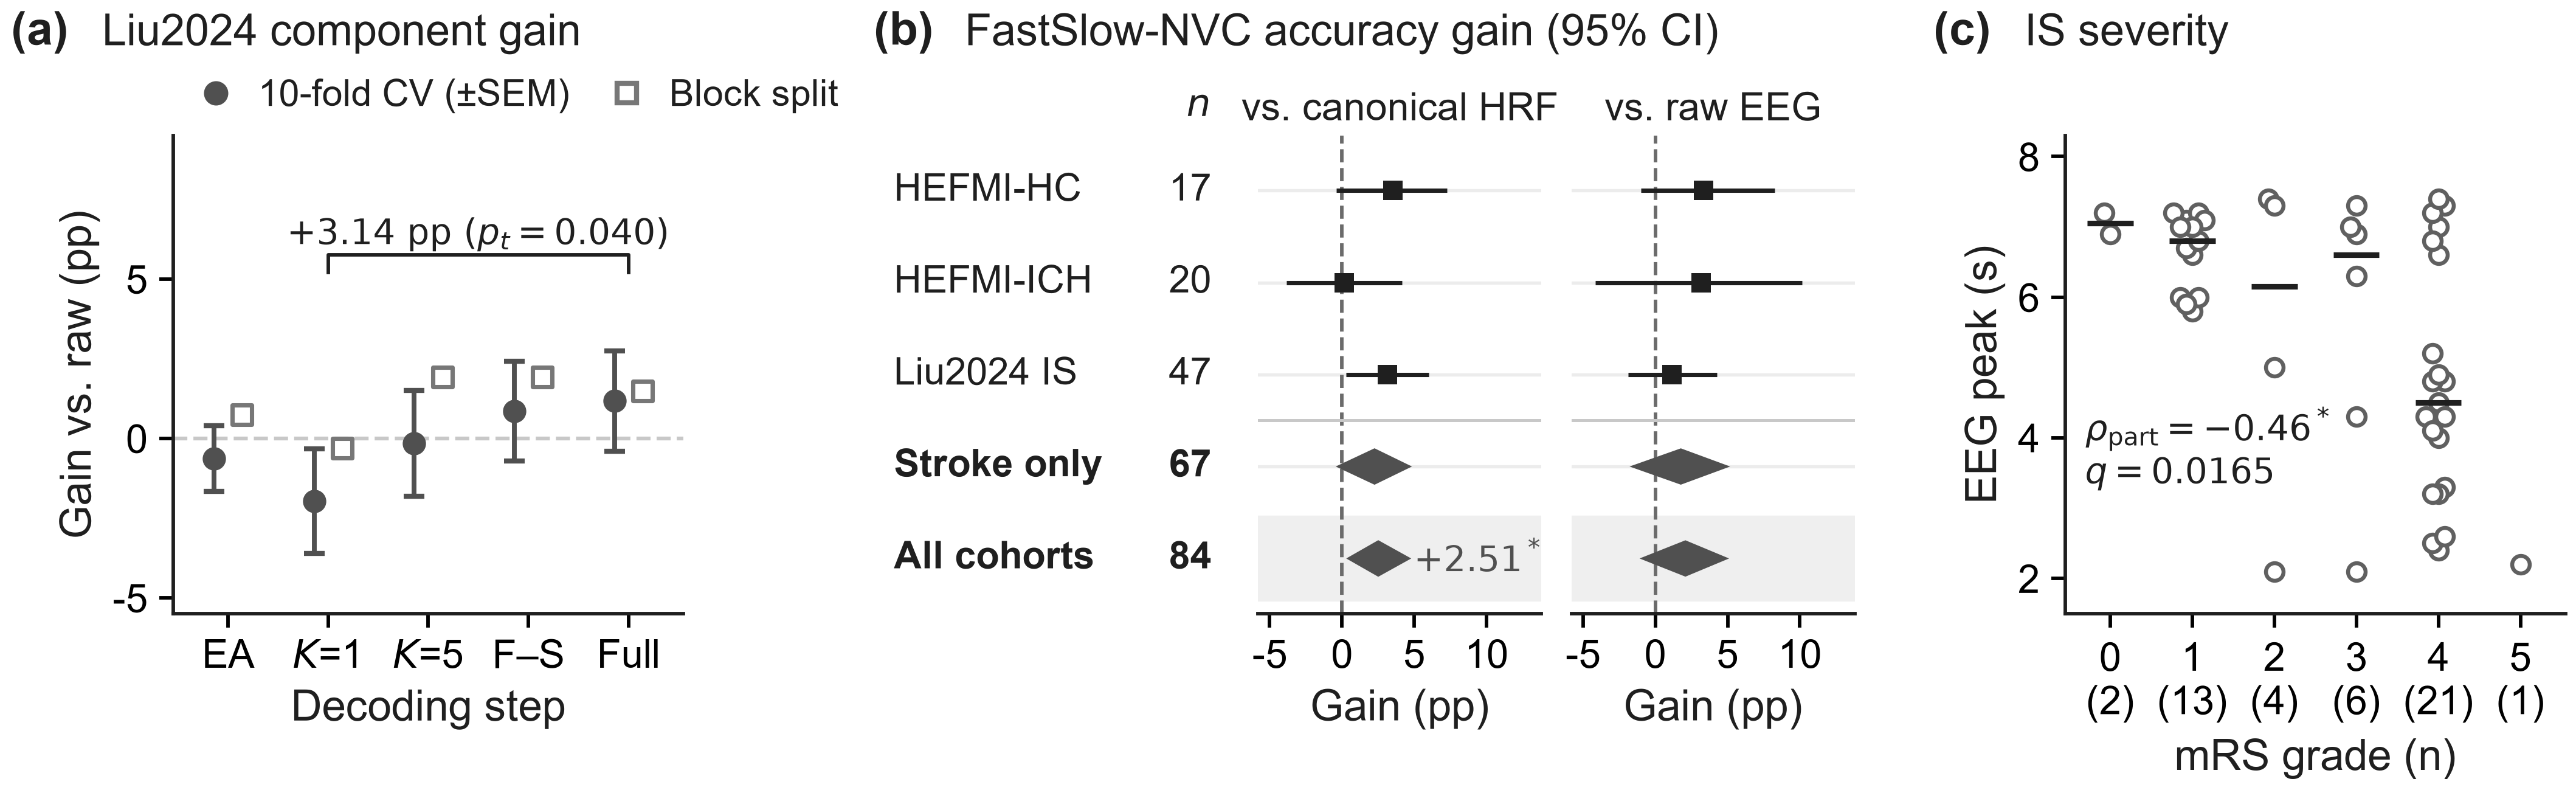 (a) Liu2024 component gain
10-fold CV (±SEM)
Block split
Gain vs. raw (pp)
5
0
-5
+3.14 pp (pₜ = 0.040)
EA
K=1
K=5
F–S
Full
Decoding step
(b) FastSlow-NVC accuracy gain (95% CI)
n
vs. canonical HRF
vs. raw EEG
HEFMI-HC 17
HEFMI-ICH 20
Liu2024 IS 47
Stroke only 67
All cohorts 84
+2.51*
-5 0 5 10
-5 0 5 10
Gain (pp)
Gain (pp)
(c) IS severity
EEG peak (s)
8
6
4
2
ρpart = −0.46*
q = 0.0165
0 1 2 3 4 5
(2) (13) (4) (6) (21) (1)
mRS grade (n)